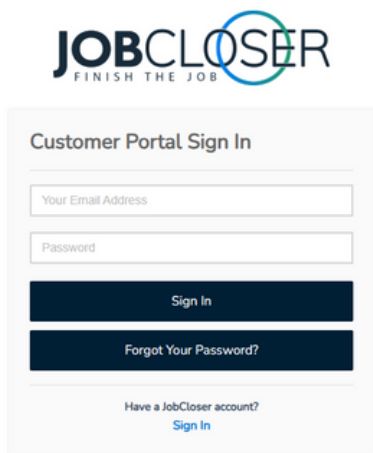 JOBCLOSER
FINISH THE JOB
Customer Portal Sign In
Your Email Address
Password
Sign In
Forgot Your Password?
Have a JobCloser account?
Sign In